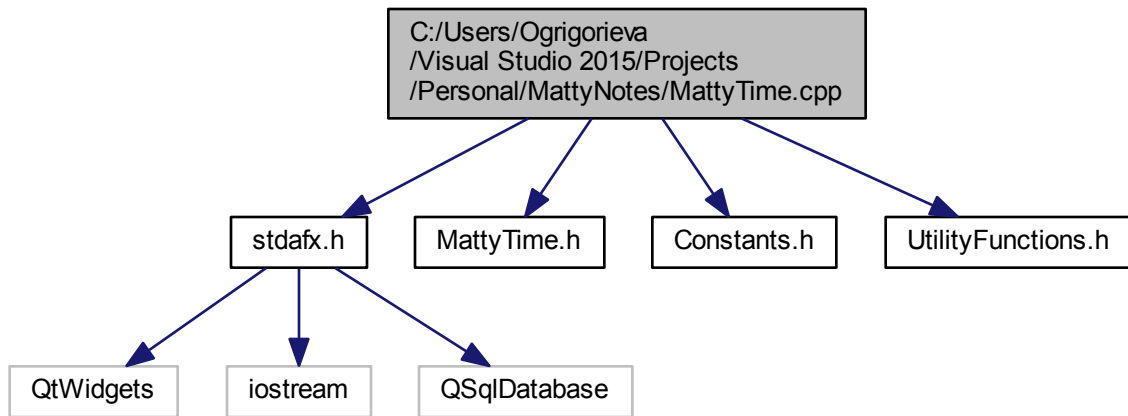 C:/Users/Ogrigorieva
/Visual Studio 2015/Projects
/Personal/MattyNotes/MattyTime.cpp
stdafx.h
MattyTime.h
Constants.h
UtilityFunctions.h
QtWidgets
iostream
QSqlDatabase